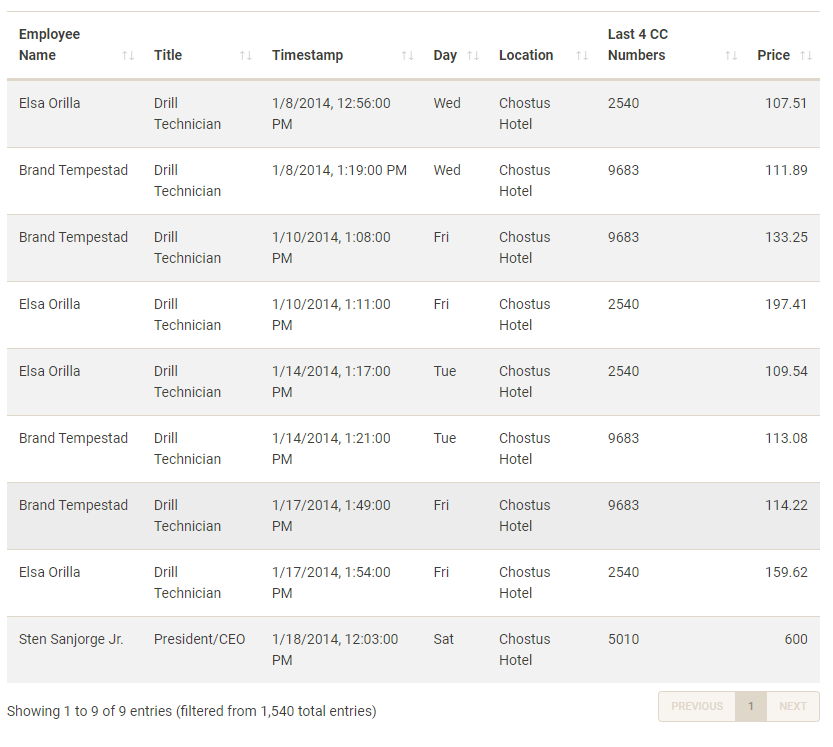 Employee Name Title Timestamp Day Location Last 4 CC Numbers Price
Elsa Orilla Drill Technician 1/8/2014, 12:56:00 PM Wed Chostus Hotel 2540 107.51
Brand Tempestad Drill Technician 1/8/2014, 1:19:00 PM Wed Chostus Hotel 9683 111.89
Brand Tempestad Drill Technician 1/10/2014, 1:08:00 PM Fri Chostus Hotel 9683 133.25
Elsa Orilla Drill Technician 1/10/2014, 1:11:00 PM Fri Chostus Hotel 2540 197.41
Elsa Orilla Drill Technician 1/14/2014, 1:17:00 PM Tue Chostus Hotel 2540 109.54
Brand Tempestad Drill Technician 1/14/2014, 1:21:00 PM Tue Chostus Hotel 9683 113.08
Brand Tempestad Drill Technician 1/17/2014, 1:49:00 PM Fri Chostus Hotel 9683 114.22
Elsa Orilla Drill Technician 1/17/2014, 1:54:00 PM Fri Chostus Hotel 2540 159.62
Sten Sanjorge Jr. President/CEO 1/18/2014, 12:03:00 PM Sat Chostus Hotel 5010 600
Showing 1 to 9 of 9 entries (filtered from 1,540 total entries)
PREVIOUS 1 NEXT